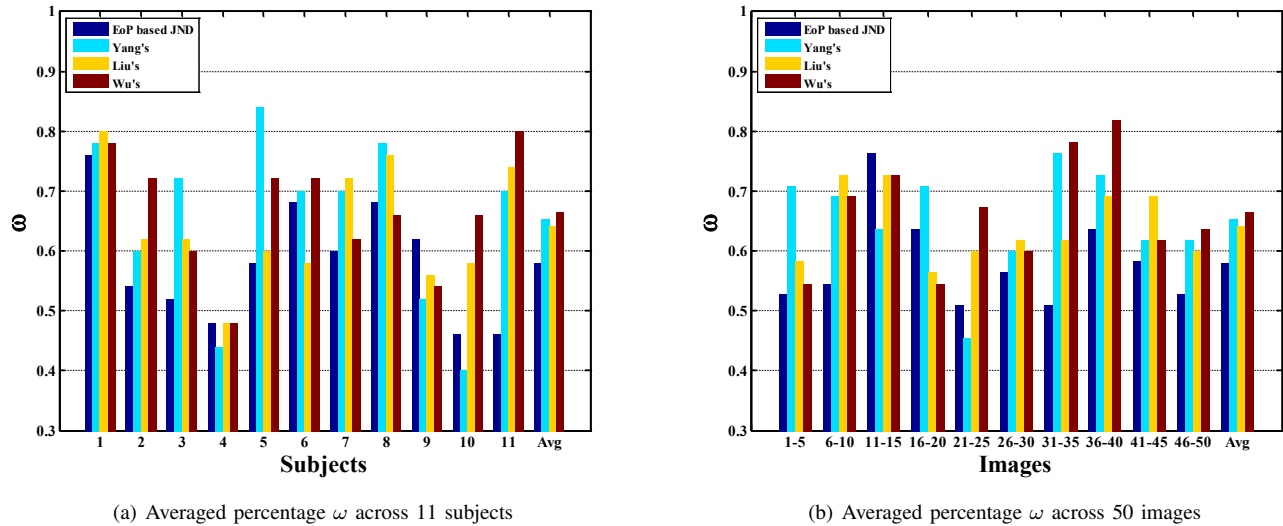 1
0.9
0.8
0.7
0.6
0.5
0.4
0.3
ω
EoP based JND
Yang's
Liu's
Wu's
1 2 3 4 5 6 7 8 9 10 11 Avg
Subjects
(a) Averaged percentage ω across 11 subjects
1
0.9
0.8
0.7
0.6
0.5
0.4
0.3
ω
EoP based JND
Yang's
Liu's
Wu's
1-5 6-10 11-15 16-20 21-25 26-30 31-35 36-40 41-45 46-50 Avg
Images
(b) Averaged percentage ω across 50 images